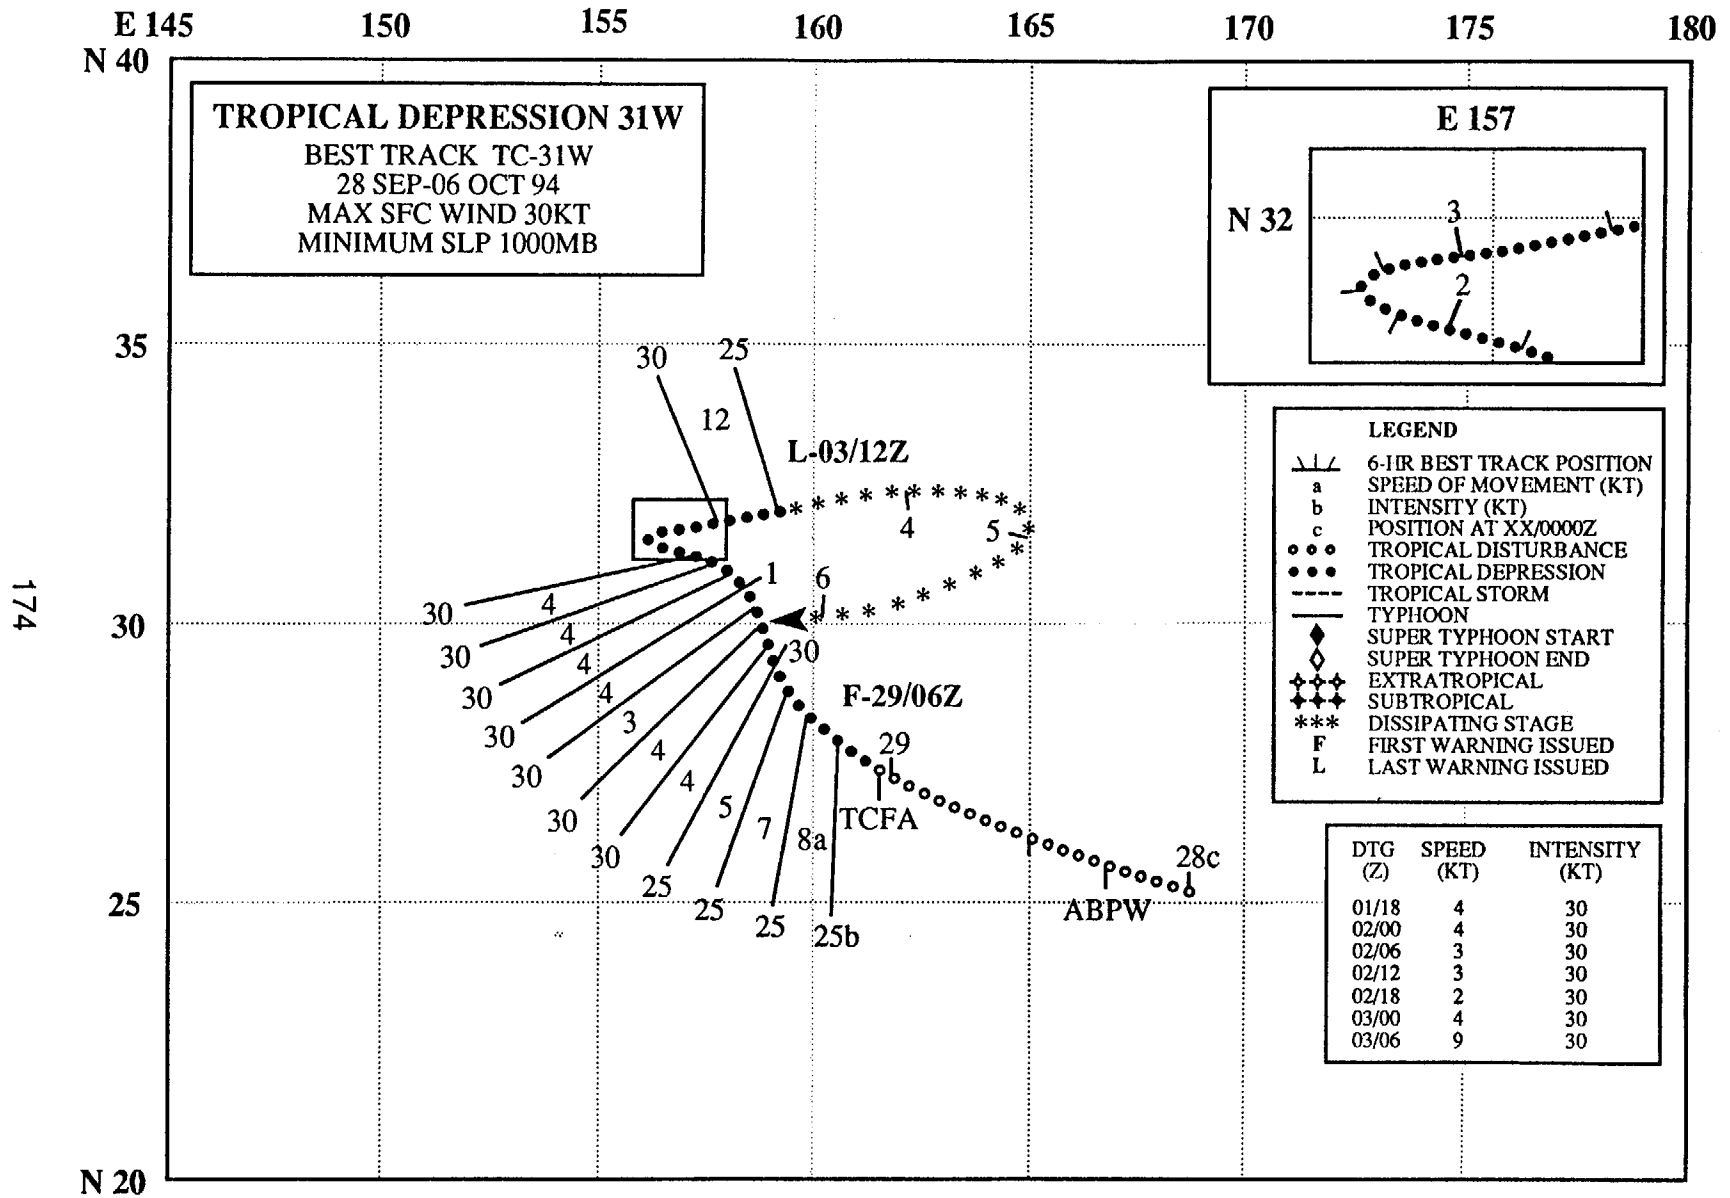 E 145 150 155 160 165 170 175 180
N 40
35
30
25
N 20
174
TROPICAL DEPRESSION 31W
BEST TRACK TC-31W
28 SEP-06 OCT 94
MAX SFC WIND 30KT
MINIMUM SLP 1000MB
E 157
N 32
3
2
30 25
12
L-03/12Z
4
5
6
1
30
4
30
4
30
4
30
4
30
3
30
4
30
4
25
5
25
7
25
8a
25b
30
F-29/06Z
29
TCFA
28c
ABPW
LEGEND
6-HR BEST TRACK POSITION
a SPEED OF MOVEMENT (KT)
b INTENSITY (KT)
c POSITION AT XX/0000Z
TROPICAL DISTURBANCE
TROPICAL DEPRESSION
TROPICAL STORM
TYPHOON
SUPER TYPHOON START
SUPER TYPHOON END
EXTRATROPICAL
SUBTROPICAL
*** DISSIPATING STAGE
F FIRST WARNING ISSUED
L LAST WARNING ISSUED
DTG SPEED INTENSITY
(Z) (KT) (KT)
01/18 4 30
02/00 4 30
02/06 3 30
02/12 3 30
02/18 2 30
03/00 4 30
03/06 9 30